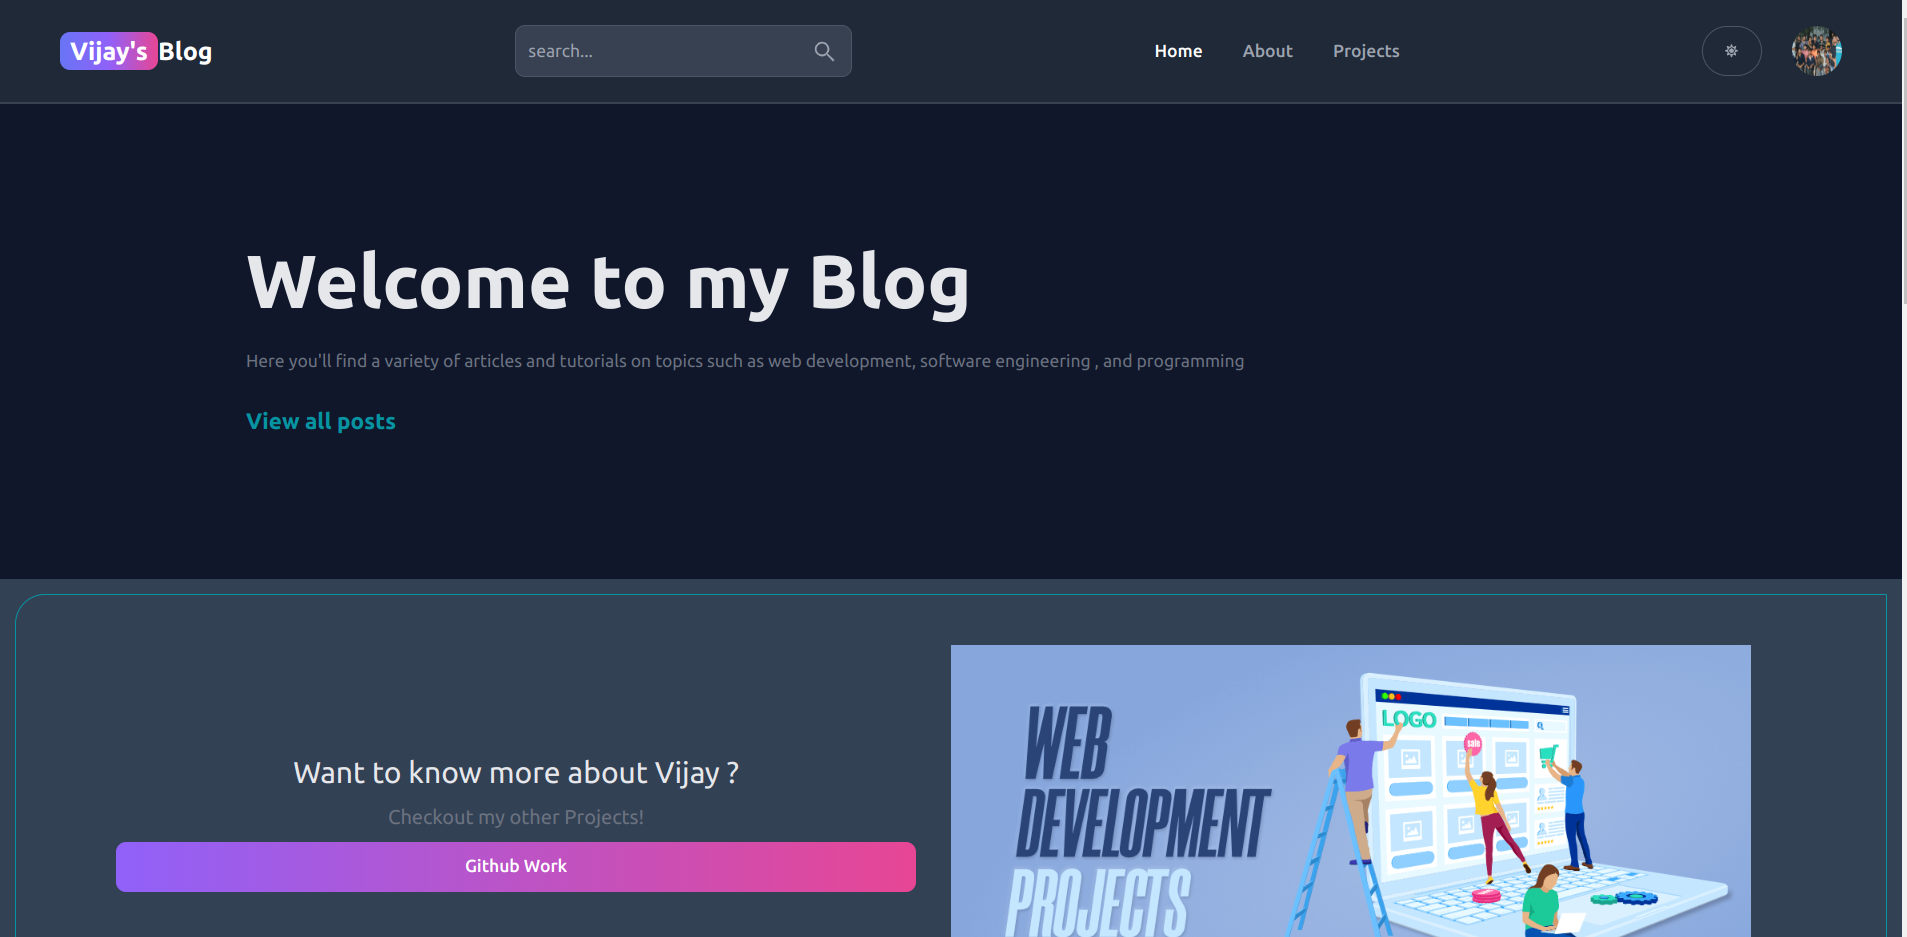 Vijay's Blog
search...
Home About Projects
Welcome to my Blog
Here you'll find a variety of articles and tutorials on topics such as web development, software engineering , and programming
View all posts
Want to know more about Vijay ?
Checkout my other Projects!
Github Work
WEB
DEVELOPMENT
PROJECTS
LOGO
sale